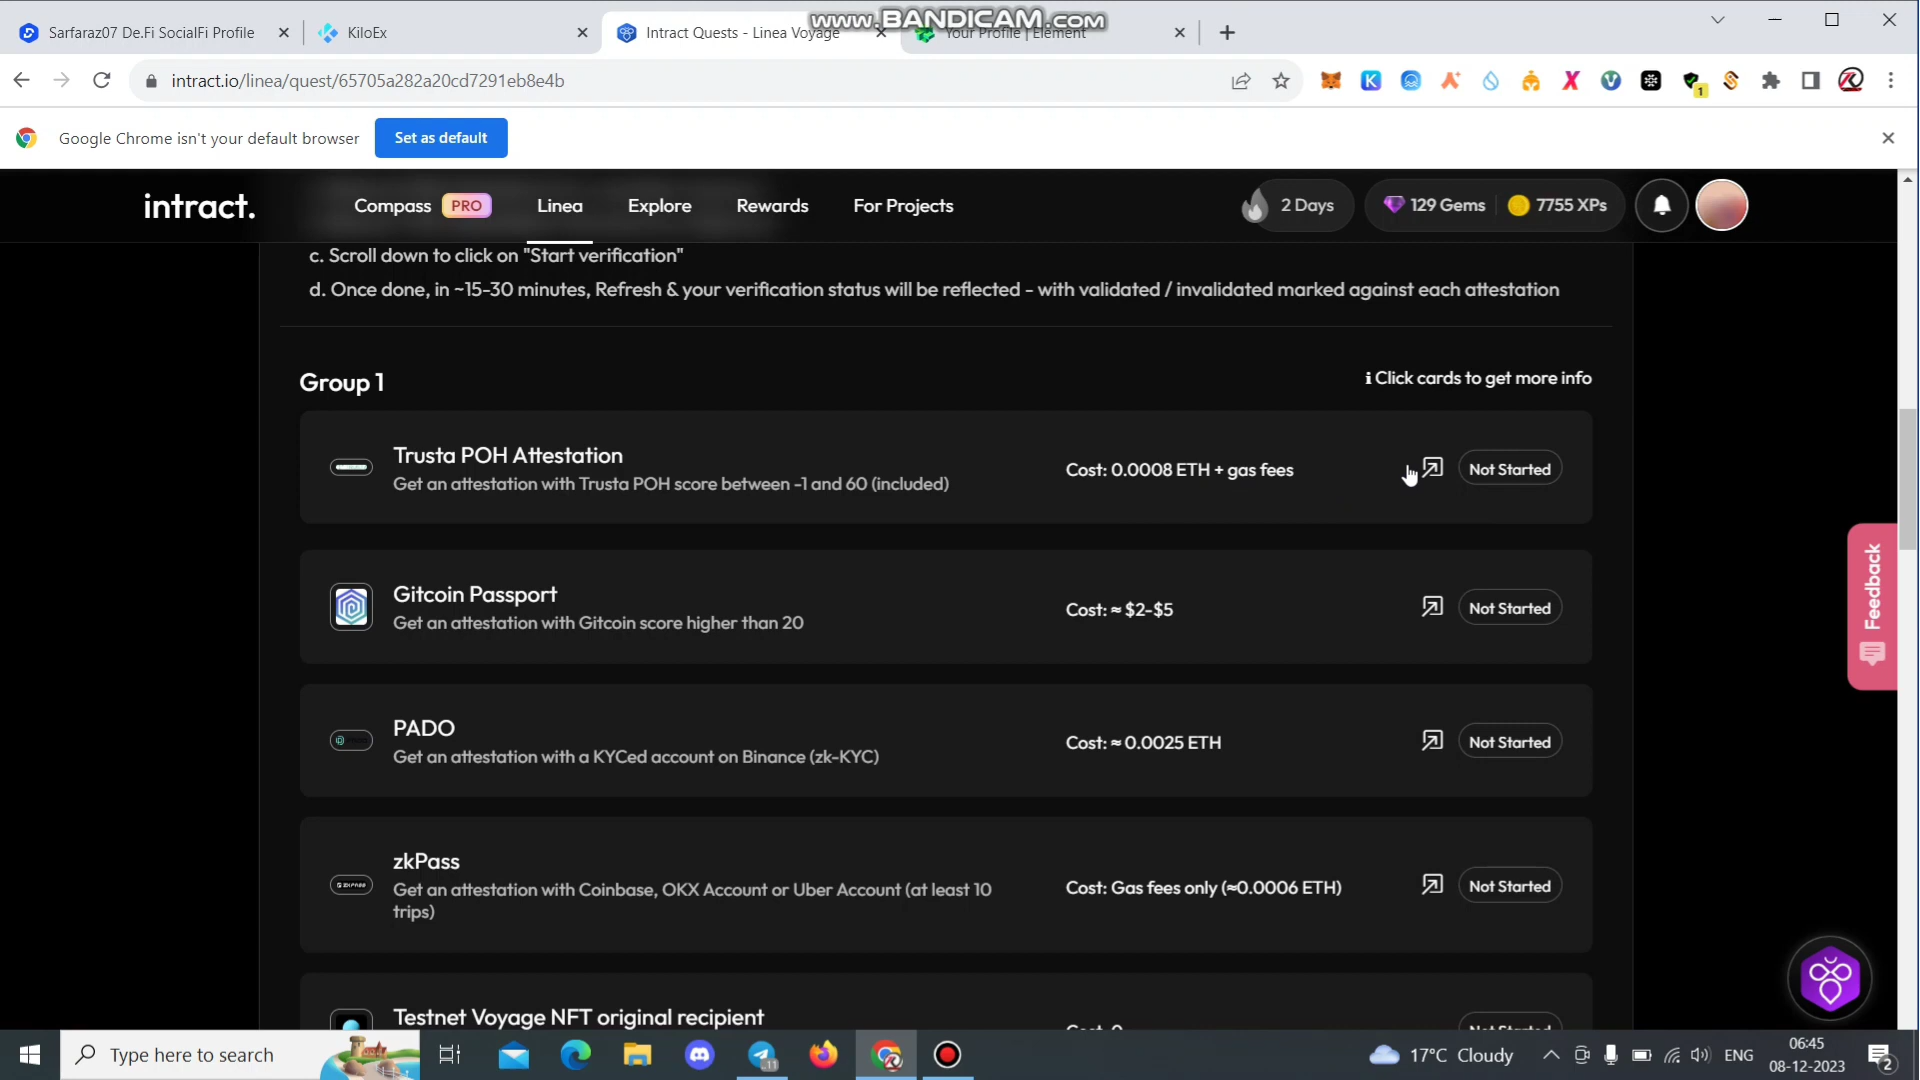 www.BANDICAM.com
Sarfaraz07 De.Fi SocialFi Profile
KiloEx
Intract Quests - Linea Voyage
Your Profile | Element
intract.io/linea/quest/65705a282a20cd7291eb8e4b
1
Google Chrome isn't your default browser
Set as default
intract.
Compass PRO
Linea
Explore
Rewards
For Projects
2 Days
129 Gems
7755 XPs
c. Scroll down to click on "Start verification"
d. Once done, in ~15-30 minutes, Refresh & your verification status will be reflected - with validated / invalidated marked against each attestation
Group 1
ℹ Click cards to get more info
Trusta POH Attestation
Get an attestation with Trusta POH score between -1 and 60 (included)
Cost: 0.0008 ETH + gas fees
Not Started
Gitcoin Passport
Get an attestation with Gitcoin score higher than 20
Cost: ≈ $2-$5
Not Started
PADO
Get an attestation with a KYCed account on Binance (zk-KYC)
Cost: ≈ 0.0025 ETH
Not Started
zkPass
Get an attestation with Coinbase, OKX Account or Uber Account (at least 10
trips)
Cost: Gas fees only (≈0.0006 ETH)
Not Started
Testnet Voyage NFT original recipient
Cost: 0
Not Started
Feedback
Type here to search
11
17°C Cloudy
ENG
06:45
08-12-2023
2